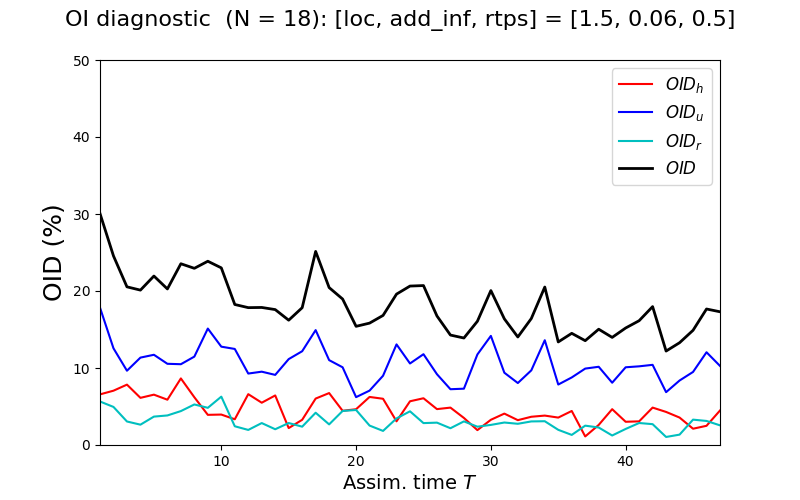 OI diagnostic (N = 18): [loc, add_inf, rtps] = [1.5, 0.06, 0.5]
50
40
30
20
10
0
OID (%)
OID_h
OID_u
OID_r
OID
10 20 30 40
Assim. time T